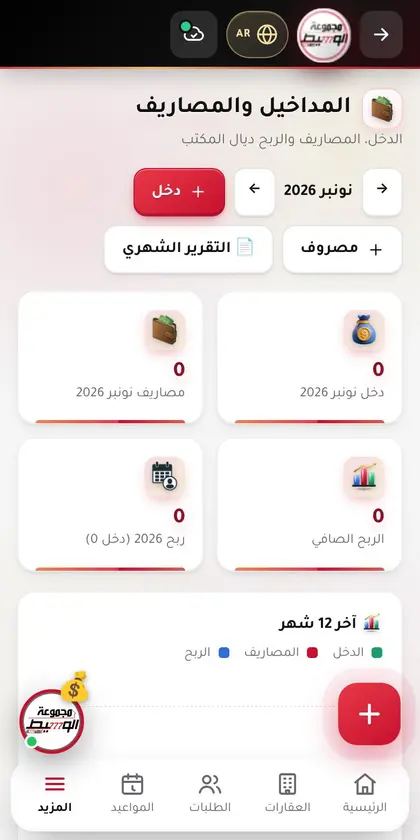 مجموعة
الوسيط
AR
المداخيل والمصاريف
الدخل، المصاريف والربح ديال المكتب
نونبر 2026
+ دخل
+ مصروف
التقرير الشهري
0
دخل نونبر 2026
0
مصاريف نونبر 2026
0
الربح الصافي
0
ربح 2026 (دخل 0)
آخر 12 شهر
الدخل
المصاريف
الربح
+
$
مجموعة
الوسيط
الرئيسية
العقارات
الطلبات
المواعيد
المزيد